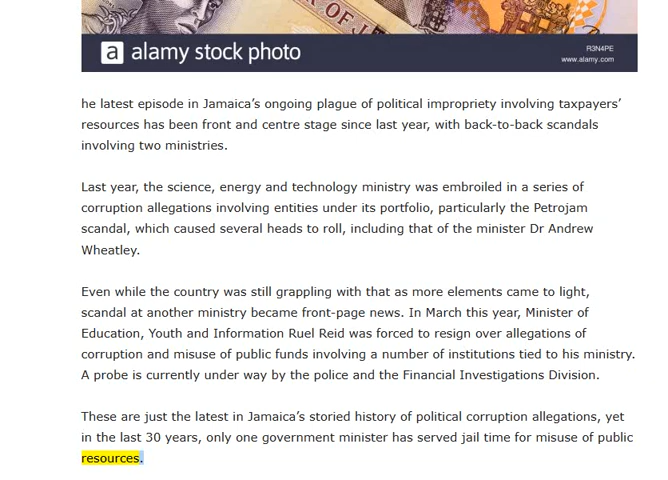 K OF J
a alamy stock photo
R3N4PE
www.alamy.com
he latest episode in Jamaica’s ongoing plague of political impropriety involving taxpayers’
resources has been front and centre stage since last year, with back-to-back scandals
involving two ministries.
Last year, the science, energy and technology ministry was embroiled in a series of
corruption allegations involving entities under its portfolio, particularly the Petrojam
scandal, which caused several heads to roll, including that of the minister Dr Andrew
Wheatley.
Even while the country was still grappling with that as more elements came to light,
scandal at another ministry became front-page news. In March this year, Minister of
Education, Youth and Information Ruel Reid was forced to resign over allegations of
corruption and misuse of public funds involving a number of institutions tied to his ministry.
A probe is currently under way by the police and the Financial Investigations Division.
These are just the latest in Jamaica’s storied history of political corruption allegations, yet
in the last 30 years, only one government minister has served jail time for misuse of public
resources.